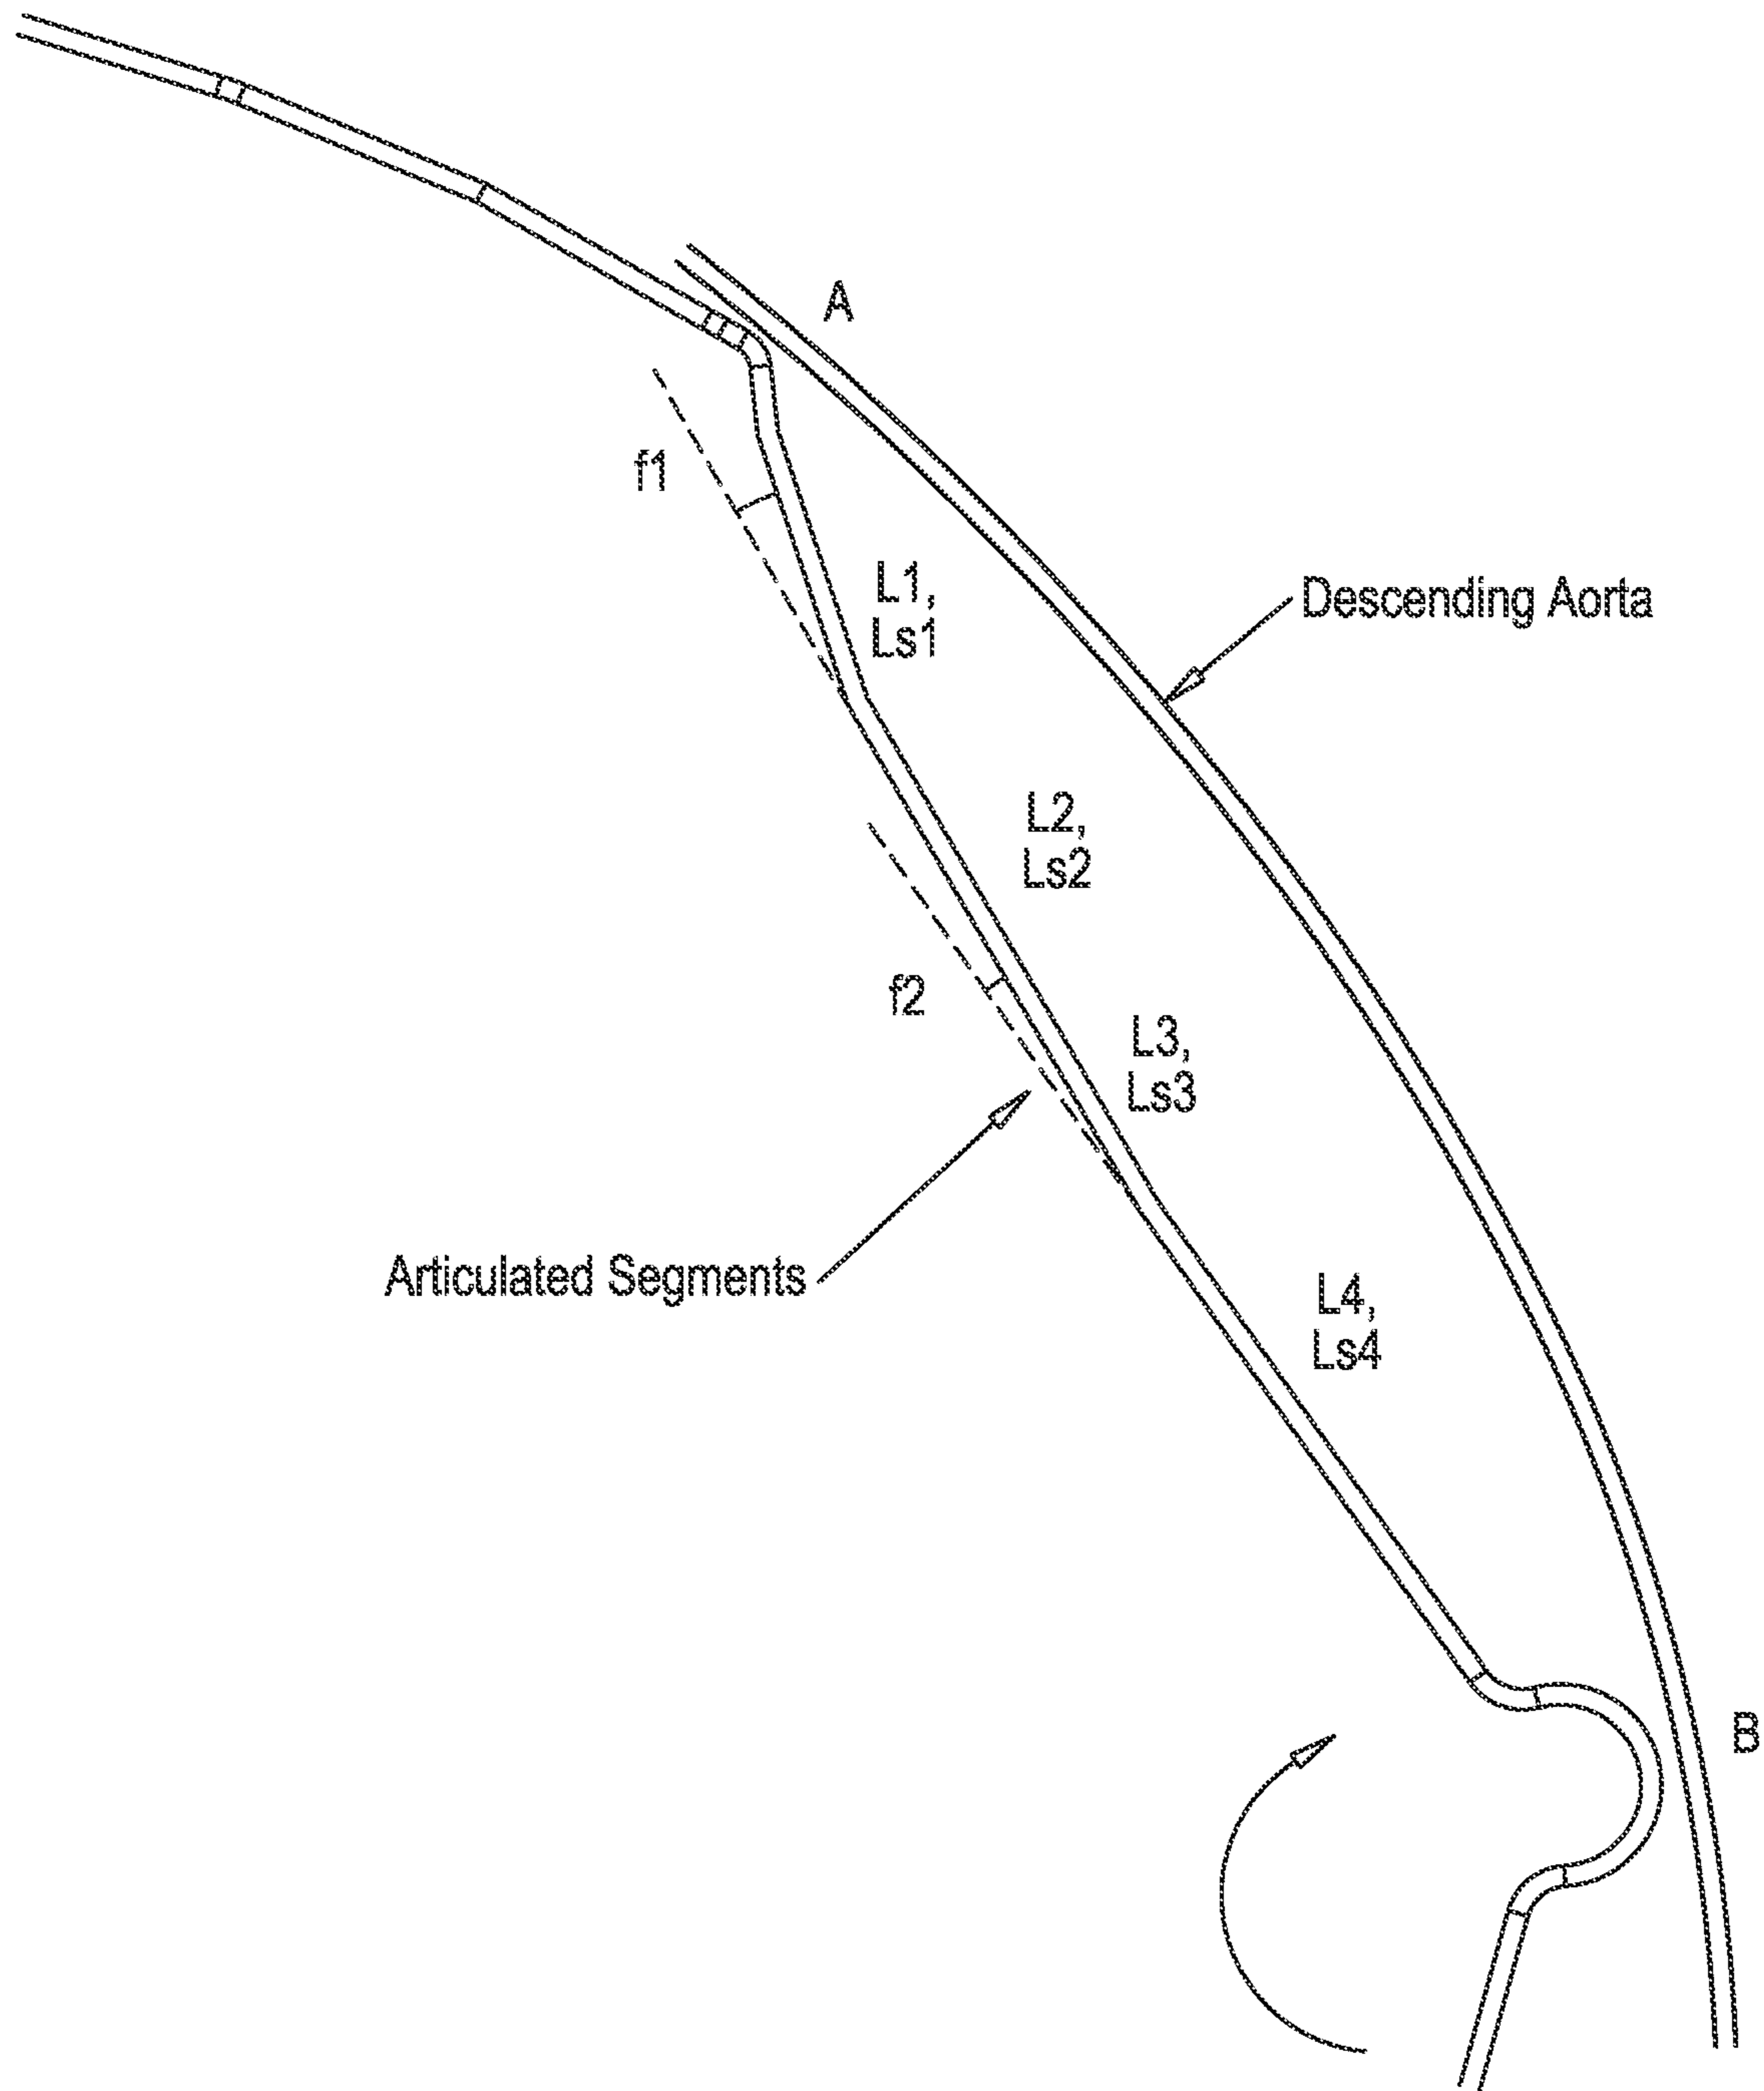 A
f1
L1,
Ls1
Descending Aorta
L2,
Ls2
f2
L3,
Ls3
Articulated Segments
L4,
Ls4
B